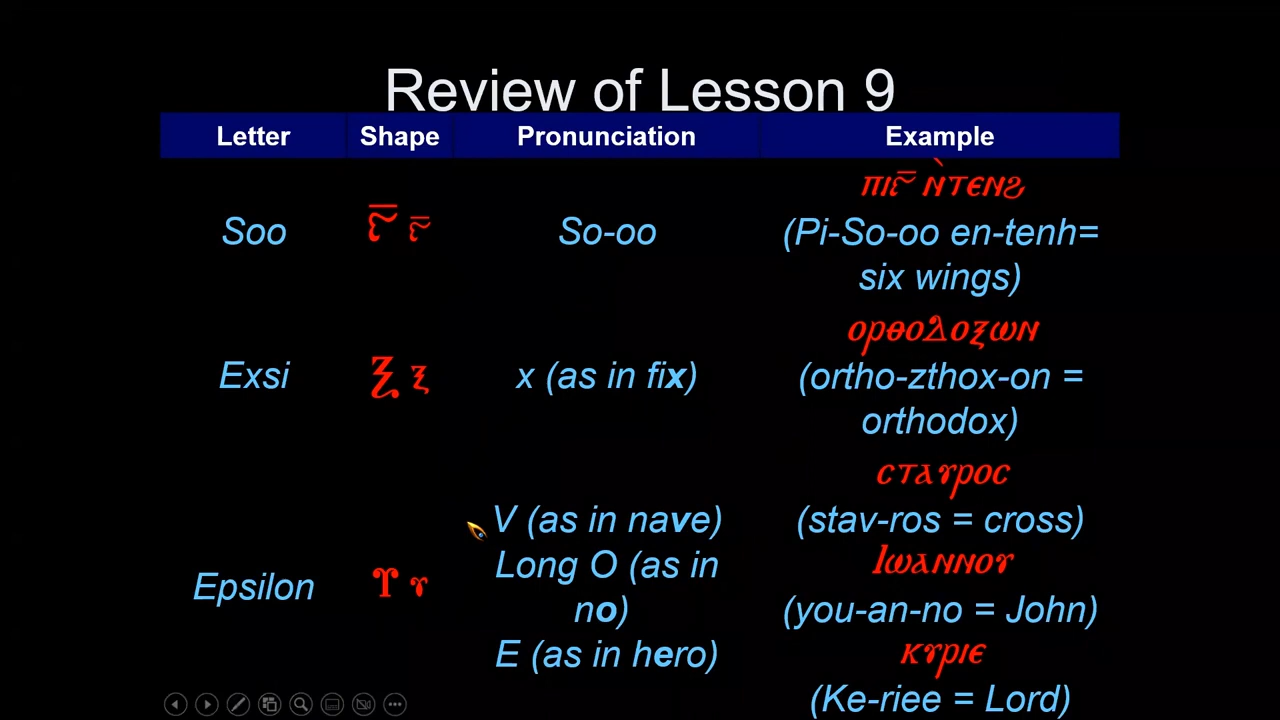 Review of Lesson 9
Letter Shape Pronunciation Example
Soo Ⲋ̅ ⲋ̅ So-oo
ⲡⲓⲋ̅ ⲛ̀ⲧⲉⲛϩ
(Pi-So-oo en-tenh=
six wings)
Exsi Ⲝ ⲝ x (as in fix)
ⲟⲣⲑⲟⲇⲟⲝⲱⲛ
(ortho-zthox-on =
orthodox)
Epsilon Ⲩ ⲩ
V (as in nave)
Long O (as in
no)
E (as in hero)
ⲥⲧⲁⲩⲣⲟⲥ
(stav-ros = cross)
Ⲓⲱⲁⲛⲛⲟⲩ
(you-an-no = John)
ⲕⲩⲣⲓⲉ
(Ke-riee = Lord)